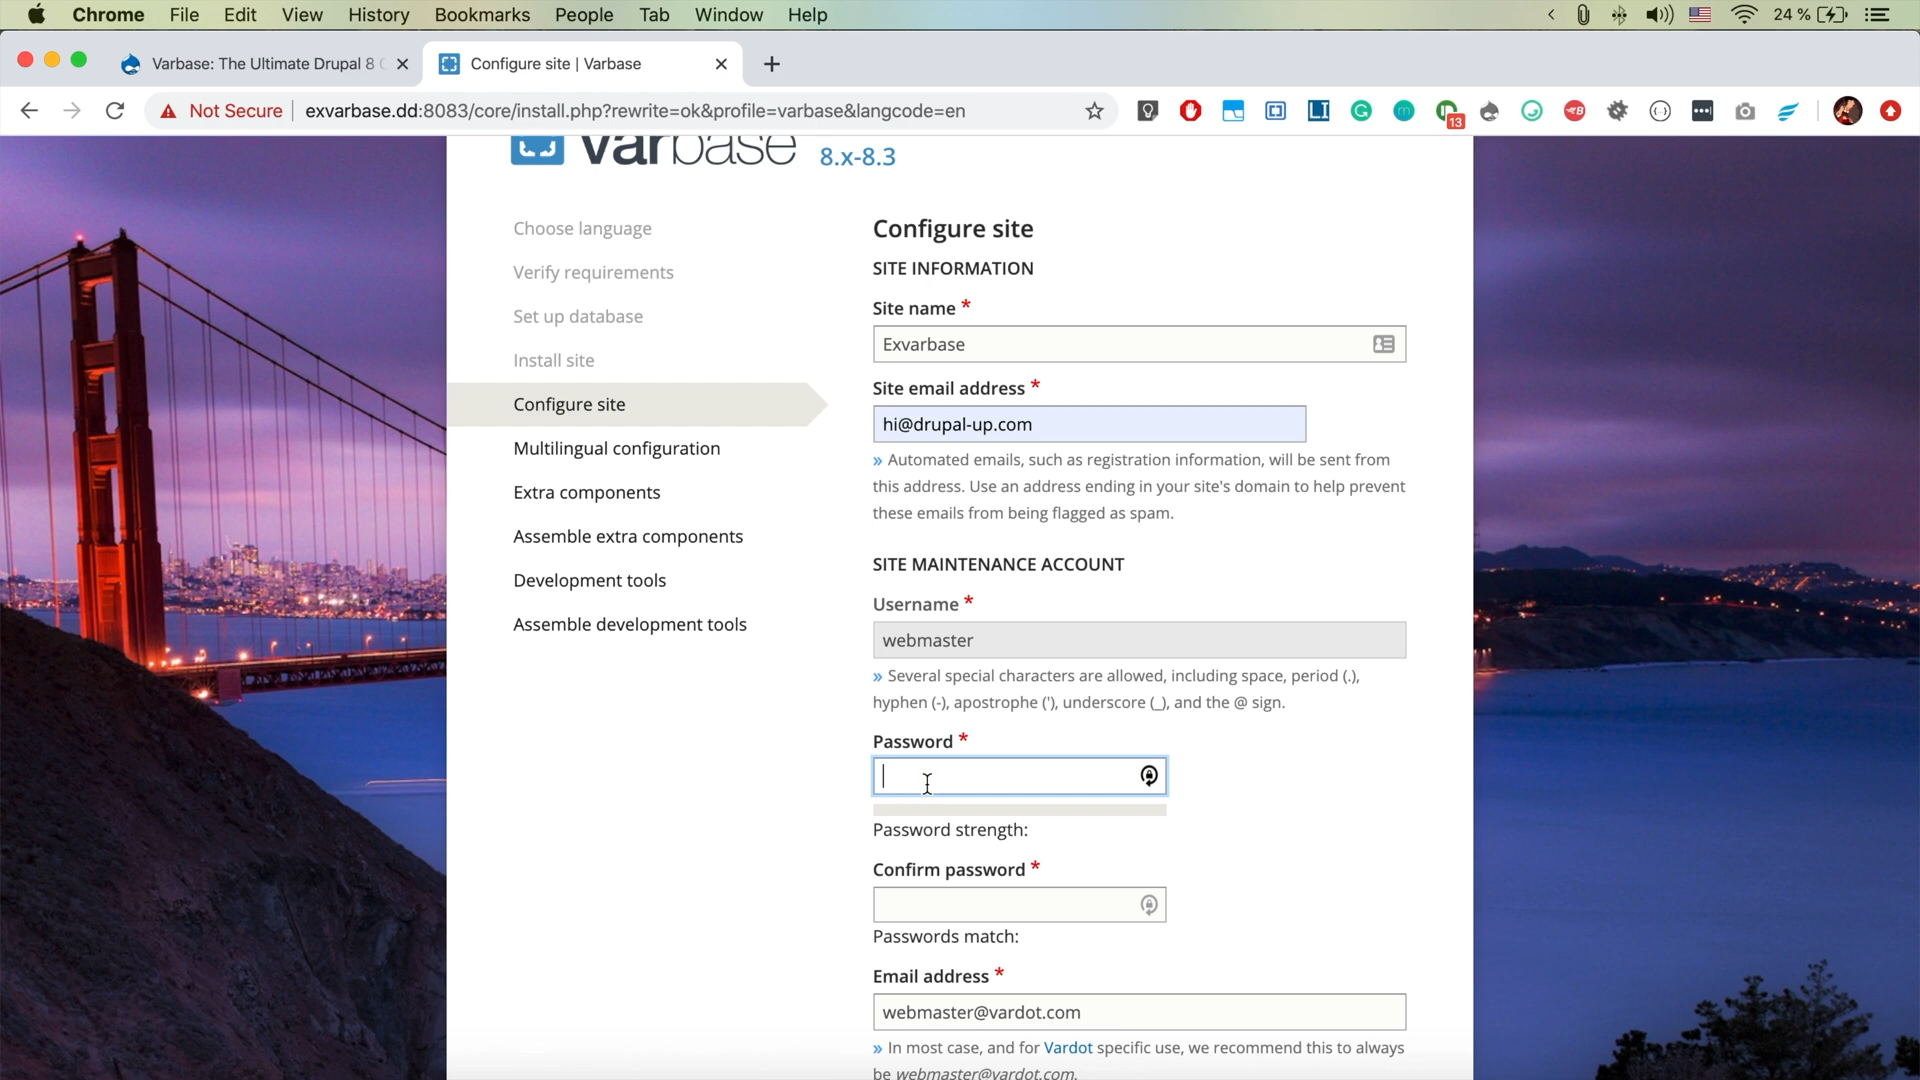 Chrome File Edit View History Bookmarks People Tab Window Help 24 %
Varbase: The Ultimate Drupal 8 Configure site | Varbase
Not Secure exvarbase.dd:8083/core/install.php?rewrite=ok&profile=varbase&langcode=en 13
varbase 8.x-8.3
Choose language
Verify requirements
Set up database
Install site
Configure site
Multilingual configuration
Extra components
Assemble extra components
Development tools
Assemble development tools
Configure site
SITE INFORMATION
Site name *
Exvarbase
Site email address *
hi@drupal-up.com
» Automated emails, such as registration information, will be sent from
this address. Use an address ending in your site's domain to help prevent
these emails from being flagged as spam.
SITE MAINTENANCE ACCOUNT
Username *
webmaster
» Several special characters are allowed, including space, period (.),
hyphen (-), apostrophe ('), underscore (_), and the @ sign.
Password *
Password strength:
Confirm password *
Passwords match:
Email address *
webmaster@vardot.com
» In most case, and for Vardot specific use, we recommend this to always
be webmaster@vardot.com.